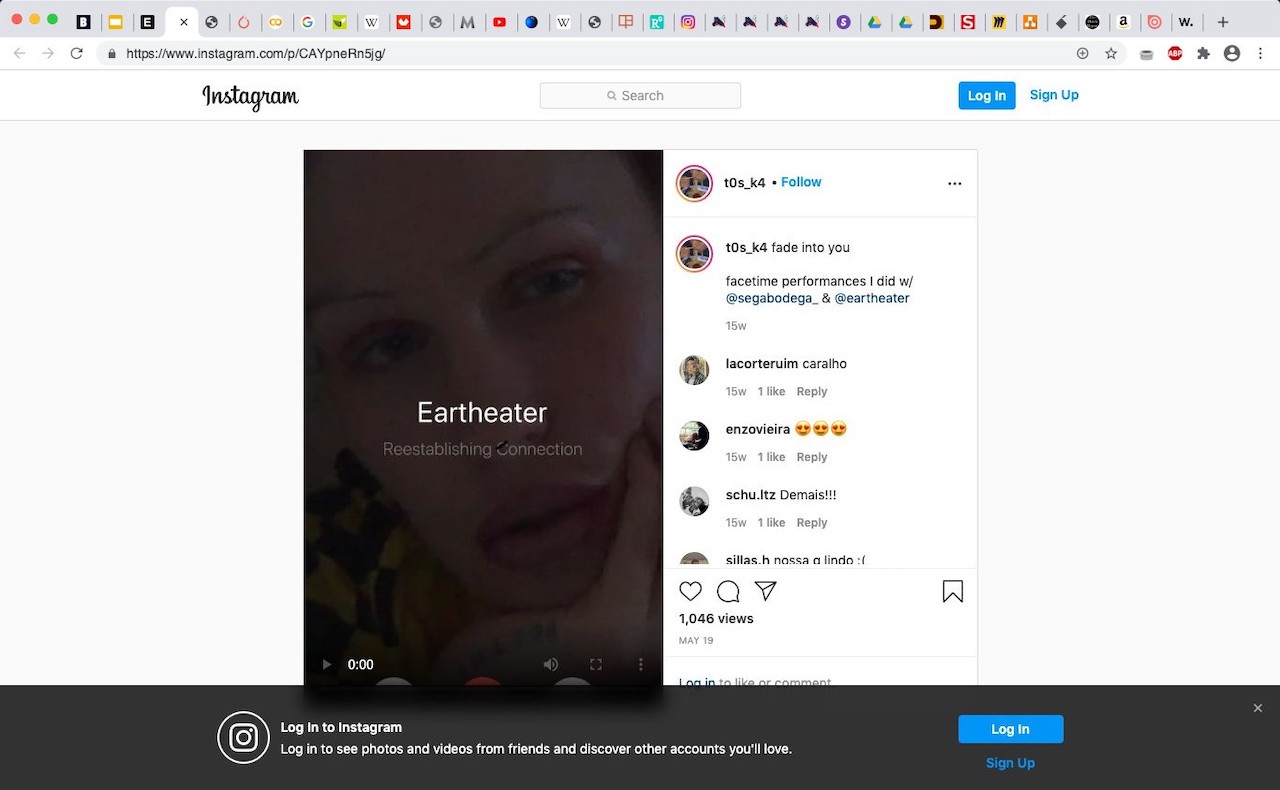 https://www.instagram.com/p/CAYpneRn5jg/
ABP
Instagram
Search
Log In
Sign Up
t0s_k4 • Follow
t0s_k4 fade into you
facetime performances I did w/
@segabodega_ & @eartheater
15w
lacorteruim caralho
15w 1 like Reply
enzovieira 😍😍😍
15w 1 like Reply
schu.ltz Demais!!!
15w 1 like Reply
sillas.h nossa q lindo :(
Eartheater
Reestablishing Connection
0:00
1,046 views
MAY 19
Log in to like or comment.
Log In to Instagram
Log in to see photos and videos from friends and discover other accounts you'll love.
Log In
Sign Up